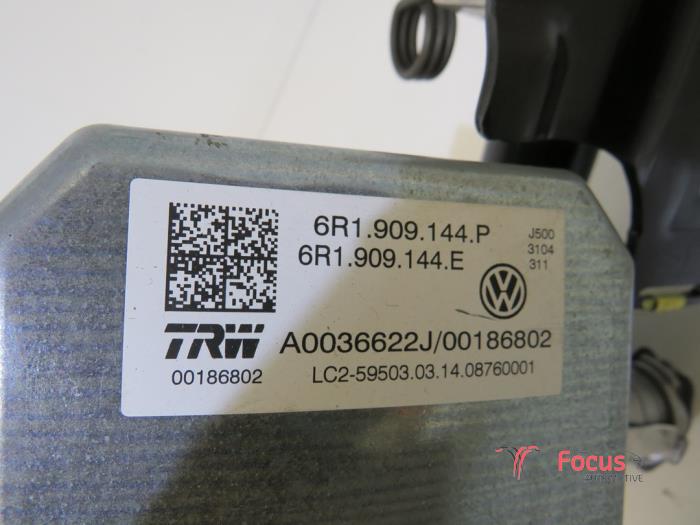 6R1.909.144.P
6R1.909.144.E
J500
3104
311
TRW
00186802
A0036622J/00186802
LC2-59503.03.14.08760001
Focus
AUTOMOTIVE